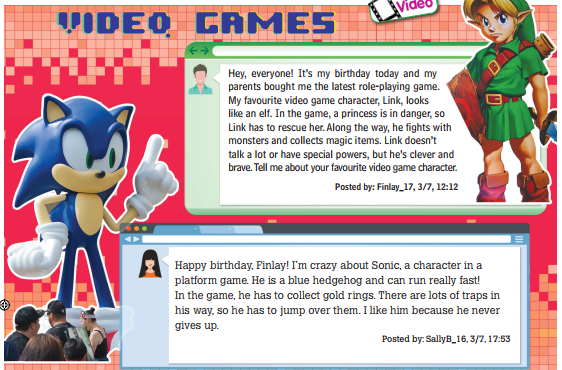 VIDEO GAMES
Video
Hey, everyone! It's my birthday today and my
parents bought me the latest role-playing game.
My favourite video game character, Link, looks
like an elf. In the game, a princess is in danger, so
Link has to rescue her. Along the way, he fights with
monsters and collects magic items. Link doesn't
talk a lot or have special powers, but he's clever and
brave. Tell me about your favourite video game character.
Posted by: Finlay_17, 3/7, 12:12
Happy birthday, Finlay! I'm crazy about Sonic, a character in a
platform game. He is a blue hedgehog and can run really fast!
In the game, he has to collect gold rings. There are lots of traps in
his way, so he has to jump over them. I like him because he never
gives up.
Posted by: SallyB_16, 3/7, 17:53